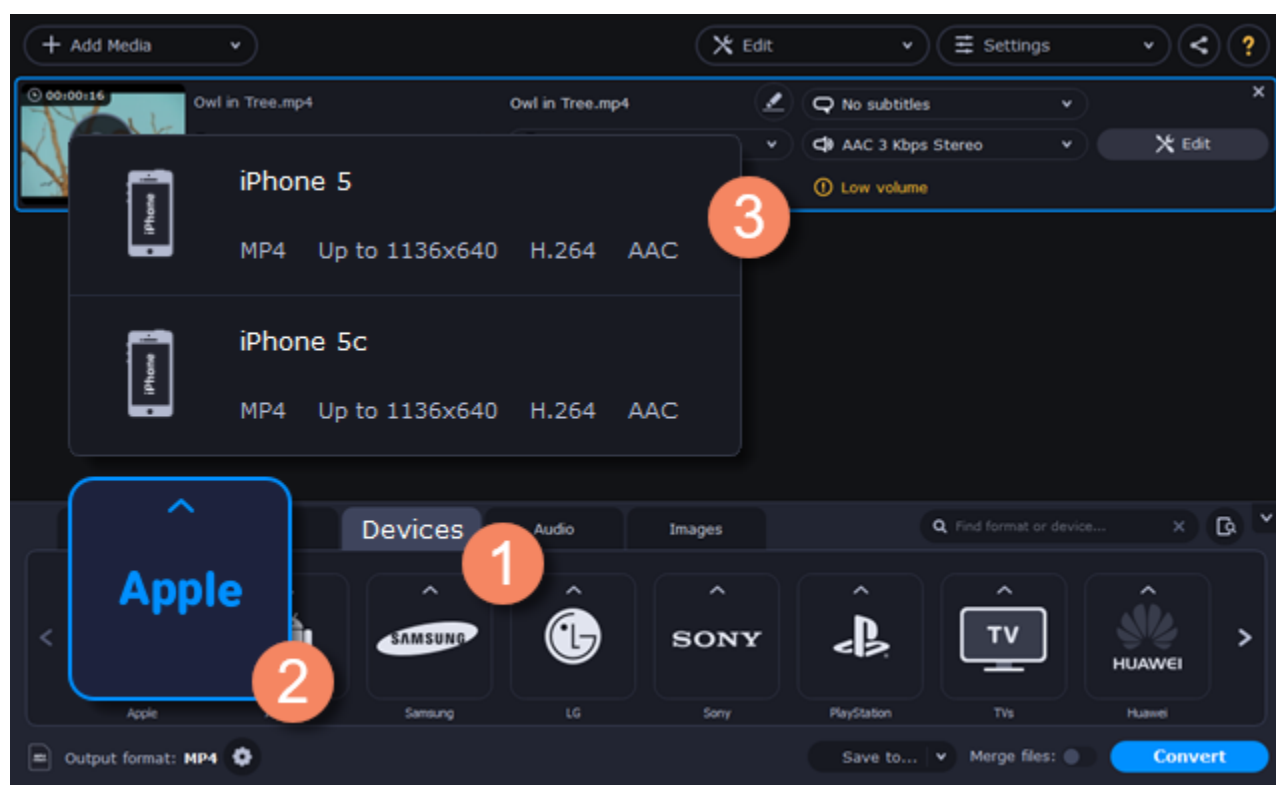 Add Media
Edit
Settings
?
00:00:16
Owl in Tree.mp4
Owl in Tree.mp4
No subtitles
AAC 3 Kbps Stereo
Edit
Low volume
iPhone
iPhone 5
MP4 Up to 1136x640 H.264 AAC
3
iPhone
iPhone 5c
MP4 Up to 1136x640 H.264 AAC
Devices
1
Audio
Images
Find format or device...
Apple
2
SAMSUNG
LG
SONY
TV
HUAWEI
Apple
Samsung
LG
Sony
PlayStation
TVs
Huawei
Output format: MP4
Save to...
Merge files:
Convert